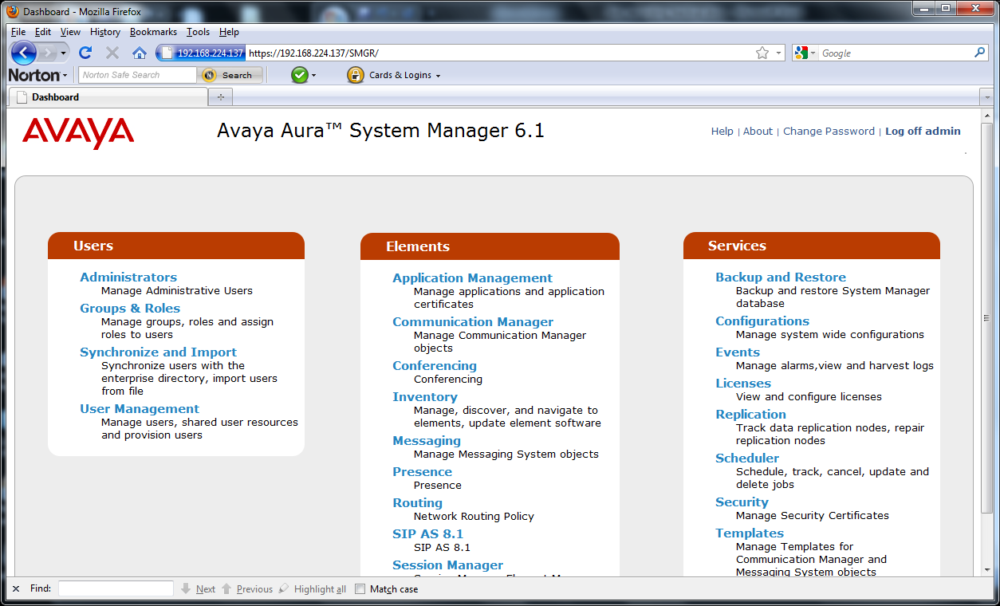 Dashboard - Mozilla Firefox
File Edit View History Bookmarks Tools Help
192.168.224.137 https://192.168.224.137/SMGR/
Google
Norton
Norton Safe Search
Search
Cards & Logins
Dashboard
AVAYA
Avaya Aura™ System Manager 6.1
Help | About | Change Password | Log off admin
Users
Administrators
Manage Administrative Users
Groups & Roles
Manage groups, roles and assign
roles to users
Synchronize and Import
Synchronize users with the
enterprise directory, import users
from file
User Management
Manage users, shared user resources
and provision users
Elements
Application Management
Manage applications and application
certificates
Communication Manager
Manage Communication Manager
objects
Conferencing
Conferencing
Inventory
Manage, discover, and navigate to
elements, update element software
Messaging
Manage Messaging System objects
Presence
Presence
Routing
Network Routing Policy
SIP AS 8.1
SIP AS 8.1
Session Manager
Services
Backup and Restore
Backup and restore System Manager
database
Configurations
Manage system wide configurations
Events
Manage alarms,view and harvest logs
Licenses
View and configure licenses
Replication
Track data replication nodes, repair
replication nodes
Scheduler
Schedule, track, cancel, update and
delete jobs
Security
Manage Security Certificates
Templates
Manage Templates for
Communication Manager and
Messaging System objects
Find:
Next Previous Highlight all Match case